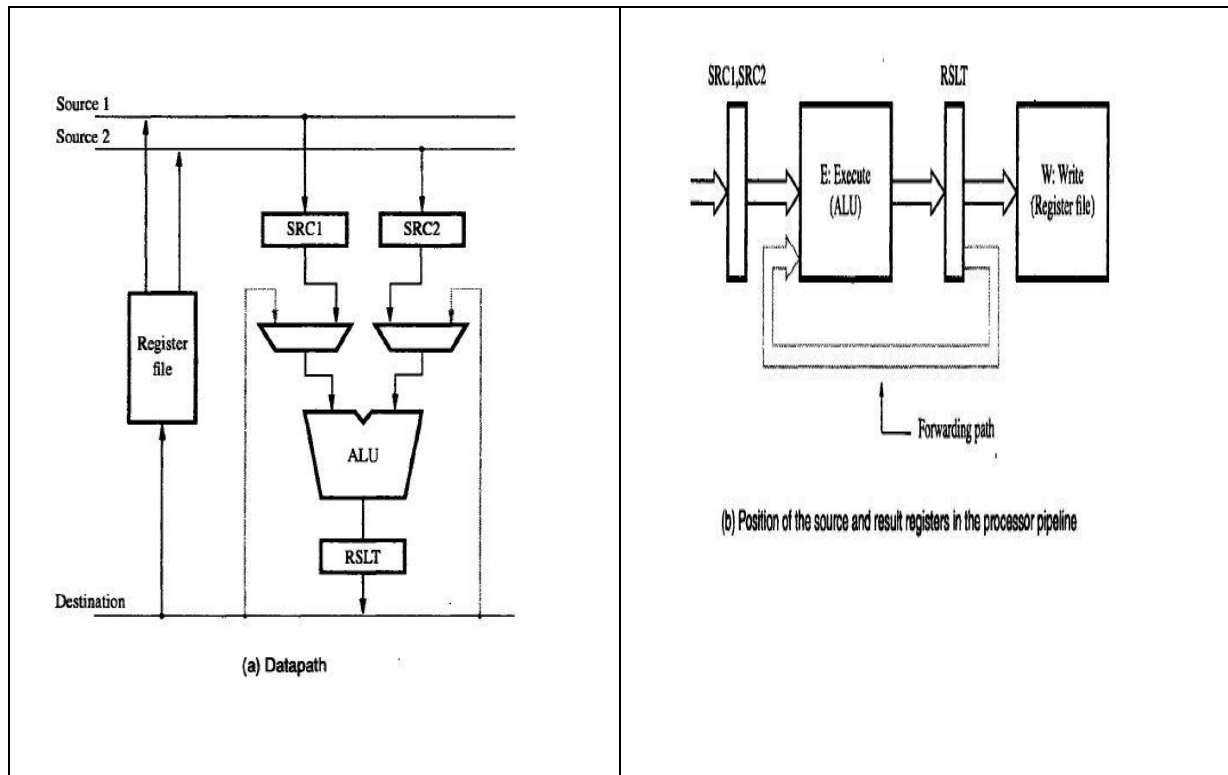 Source 1
Source 2
SRC1
SRC2
Register
file
ALU
RSLT
Destination
(a) Datapath
SRC1,SRC2
RSLT
E: Execute
(ALU)
W: Write
(Register file)
Forwarding path
(b) Position of the source and result registers in the processor pipeline